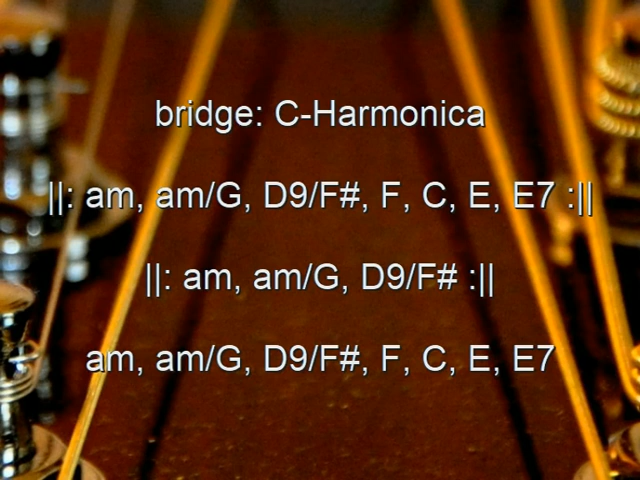 bridge: C-Harmonica
||: am, am/G, D9/F#, F, C, E, E7 :||
||: am, am/G, D9/F# :||
am, am/G, D9/F#, F, C, E, E7